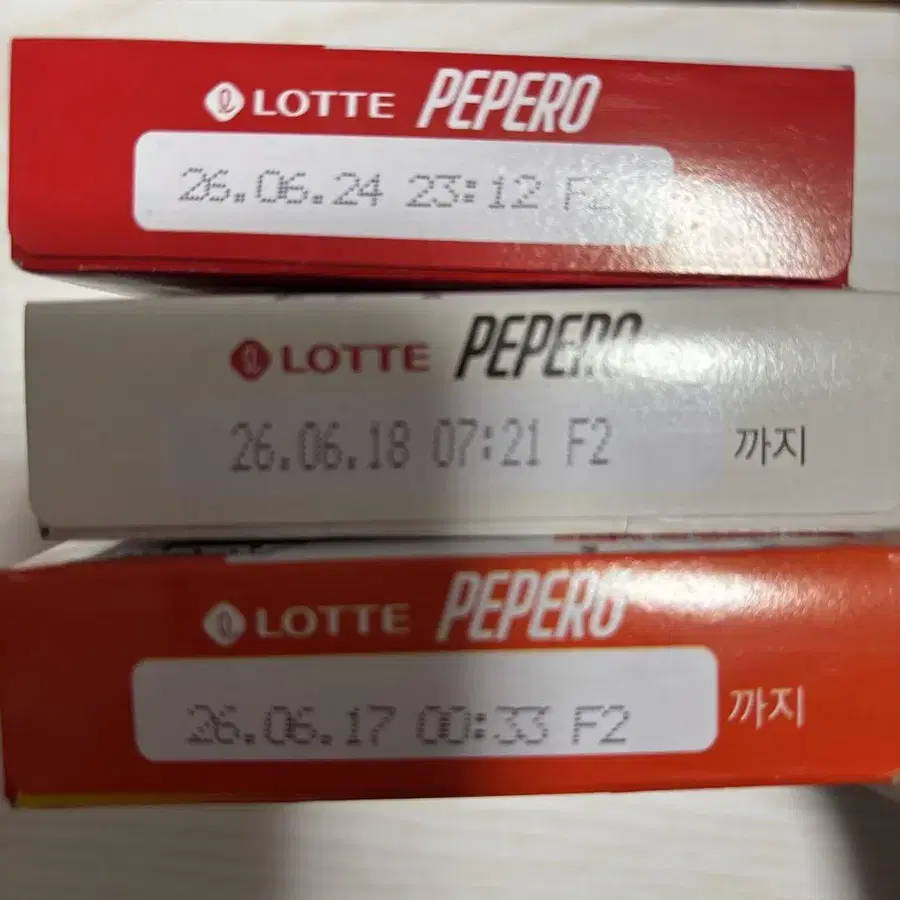 LOTTE PEPERO
26.06.24 23:12 F2
LOTTE PEPERO
26.06.18 07:21 F2 까지
LOTTE PEPERO
26.06.17 00:33 F2 까지